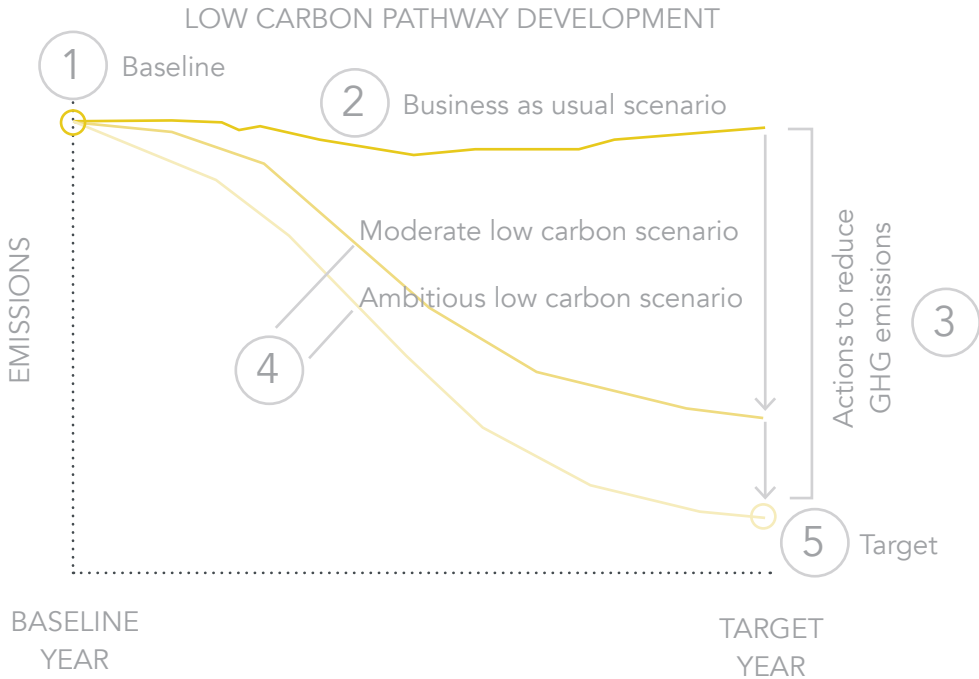 LOW CARBON PATHWAY DEVELOPMENT
1 Baseline
2 Business as usual scenario
Moderate low carbon scenario
Ambitious low carbon scenario
4
EMISSIONS
Actions to reduce
GHG emissions
3
5 Target
BASELINE
YEAR
TARGET
YEAR